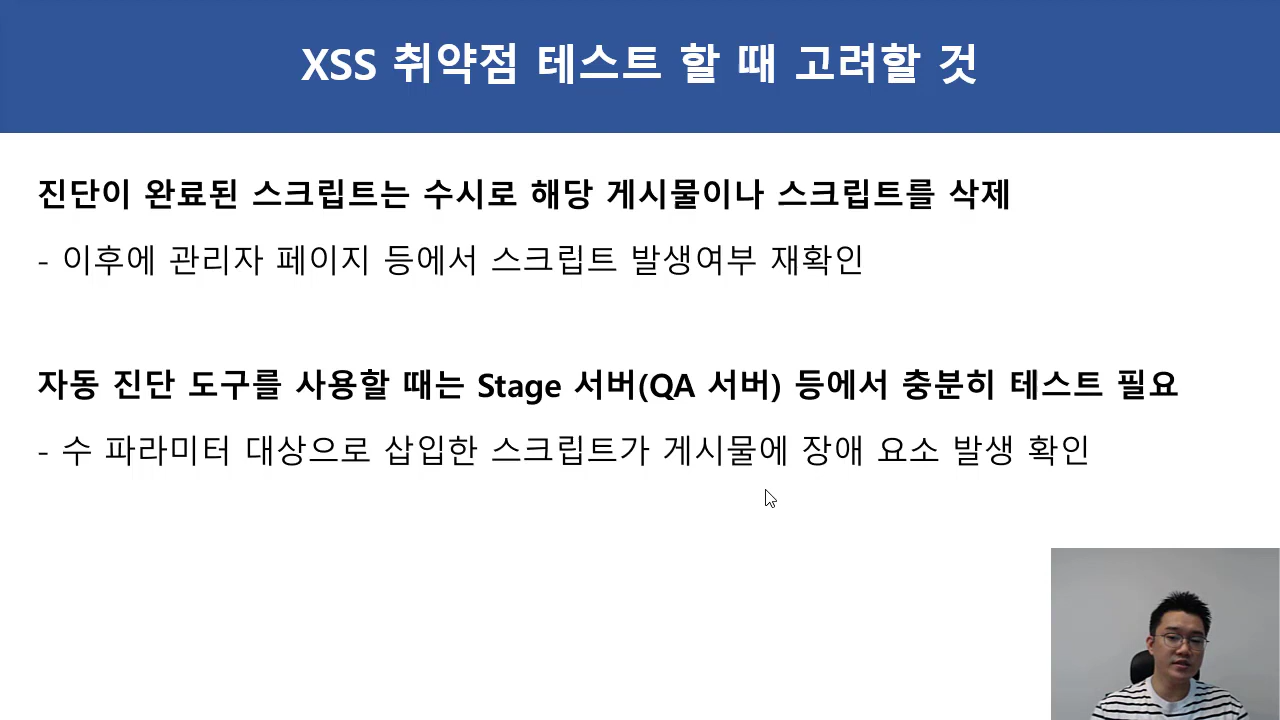 XSS 취약점 테스트 할 때 고려할 것
진단이 완료된 스크립트는 수시로 해당 게시물이나 스크립트를 삭제
- 이후에 관리자 페이지 등에서 스크립트 발생여부 재확인
자동 진단 도구를 사용할 때는 Stage 서버(QA 서버) 등에서 충분히 테스트 필요
- 수 파라미터 대상으로 삽입한 스크립트가 게시물에 장애 요소 발생 확인